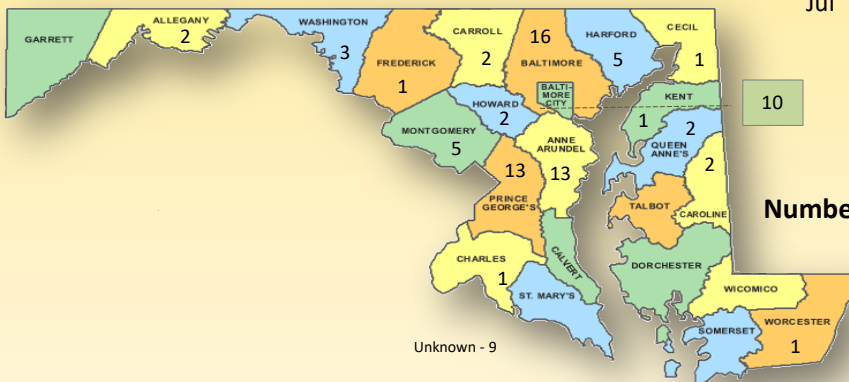 Jul
GARRETT
ALLEGANY
2
WASHINGTON
3
FREDERICK
1
CARROLL
2
16
BALTIMORE
HARFORD
5
CECIL
1
BALTI-
MORE
CITY
10
KENT
1
HOWARD
2
MONTGOMERY
5
ANNE
ARUNDEL
13
2
QUEEN
ANNE'S
13
PRINCE
GEORGE'S
2
CAROLINE
TALBOT
Numbe
CALVERT
CHARLES
1
ST. MARY'S
DORCHESTER
WICOMICO
SOMERSET
WORCESTER
1
Unknown - 9